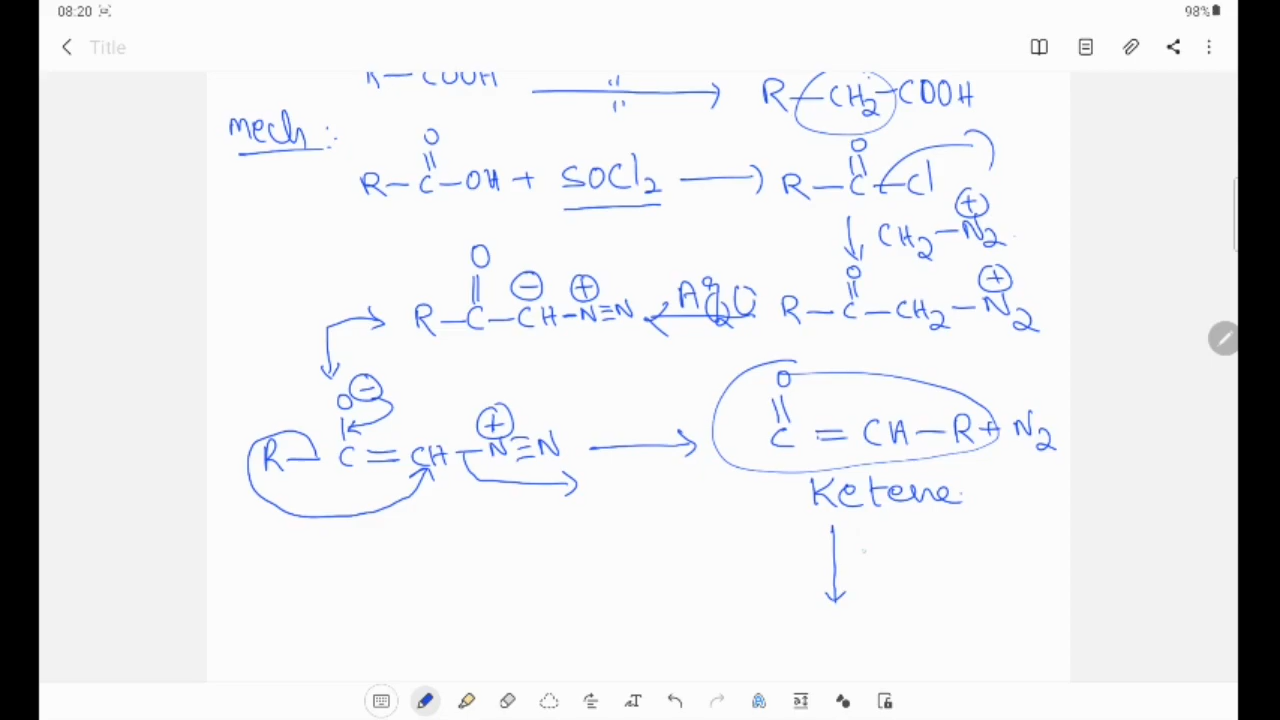 08:20
98%
Title
R—COOH ⟶ R—CH2—COOH
mech :
R—C(=O)—OH + SOCl2 ⟶ R—C(=O)—Cl
CH2—N2⊕
R—C(=O)—CH⊖—N⊕≡N ⟵ Ag2O R—C(=O)—CH2—N2⊕
R—C(O⊖)=CH—N⊕≡N ⟶ O=C=CH—R + N2
Ketene